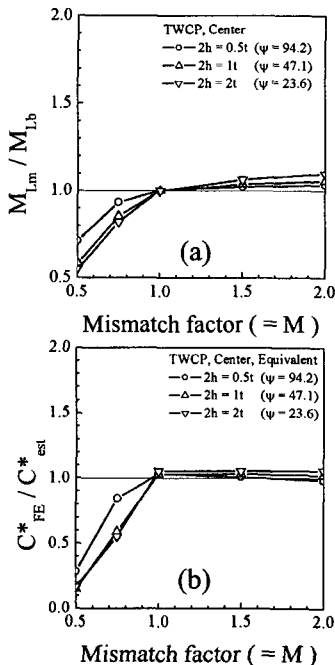 TWCP, Center
2h = 0.5t (ψ = 94.2)
2h = 1t (ψ = 47.1)
2h = 2t (ψ = 23.6)
M_Lm / M_Lb
2.0
1.5
1.0
0.5
(a)
0.5 1.0 1.5 2.0
Mismatch factor ( = M )
TWCP, Center, Equivalent
2h = 0.5t (ψ = 94.2)
2h = 1t (ψ = 47.1)
2h = 2t (ψ = 23.6)
C*_FE / C*_est
2.0
1.5
1.0
0.5
0.0
(b)
0.5 1.0 1.5 2.0
Mismatch factor ( = M )